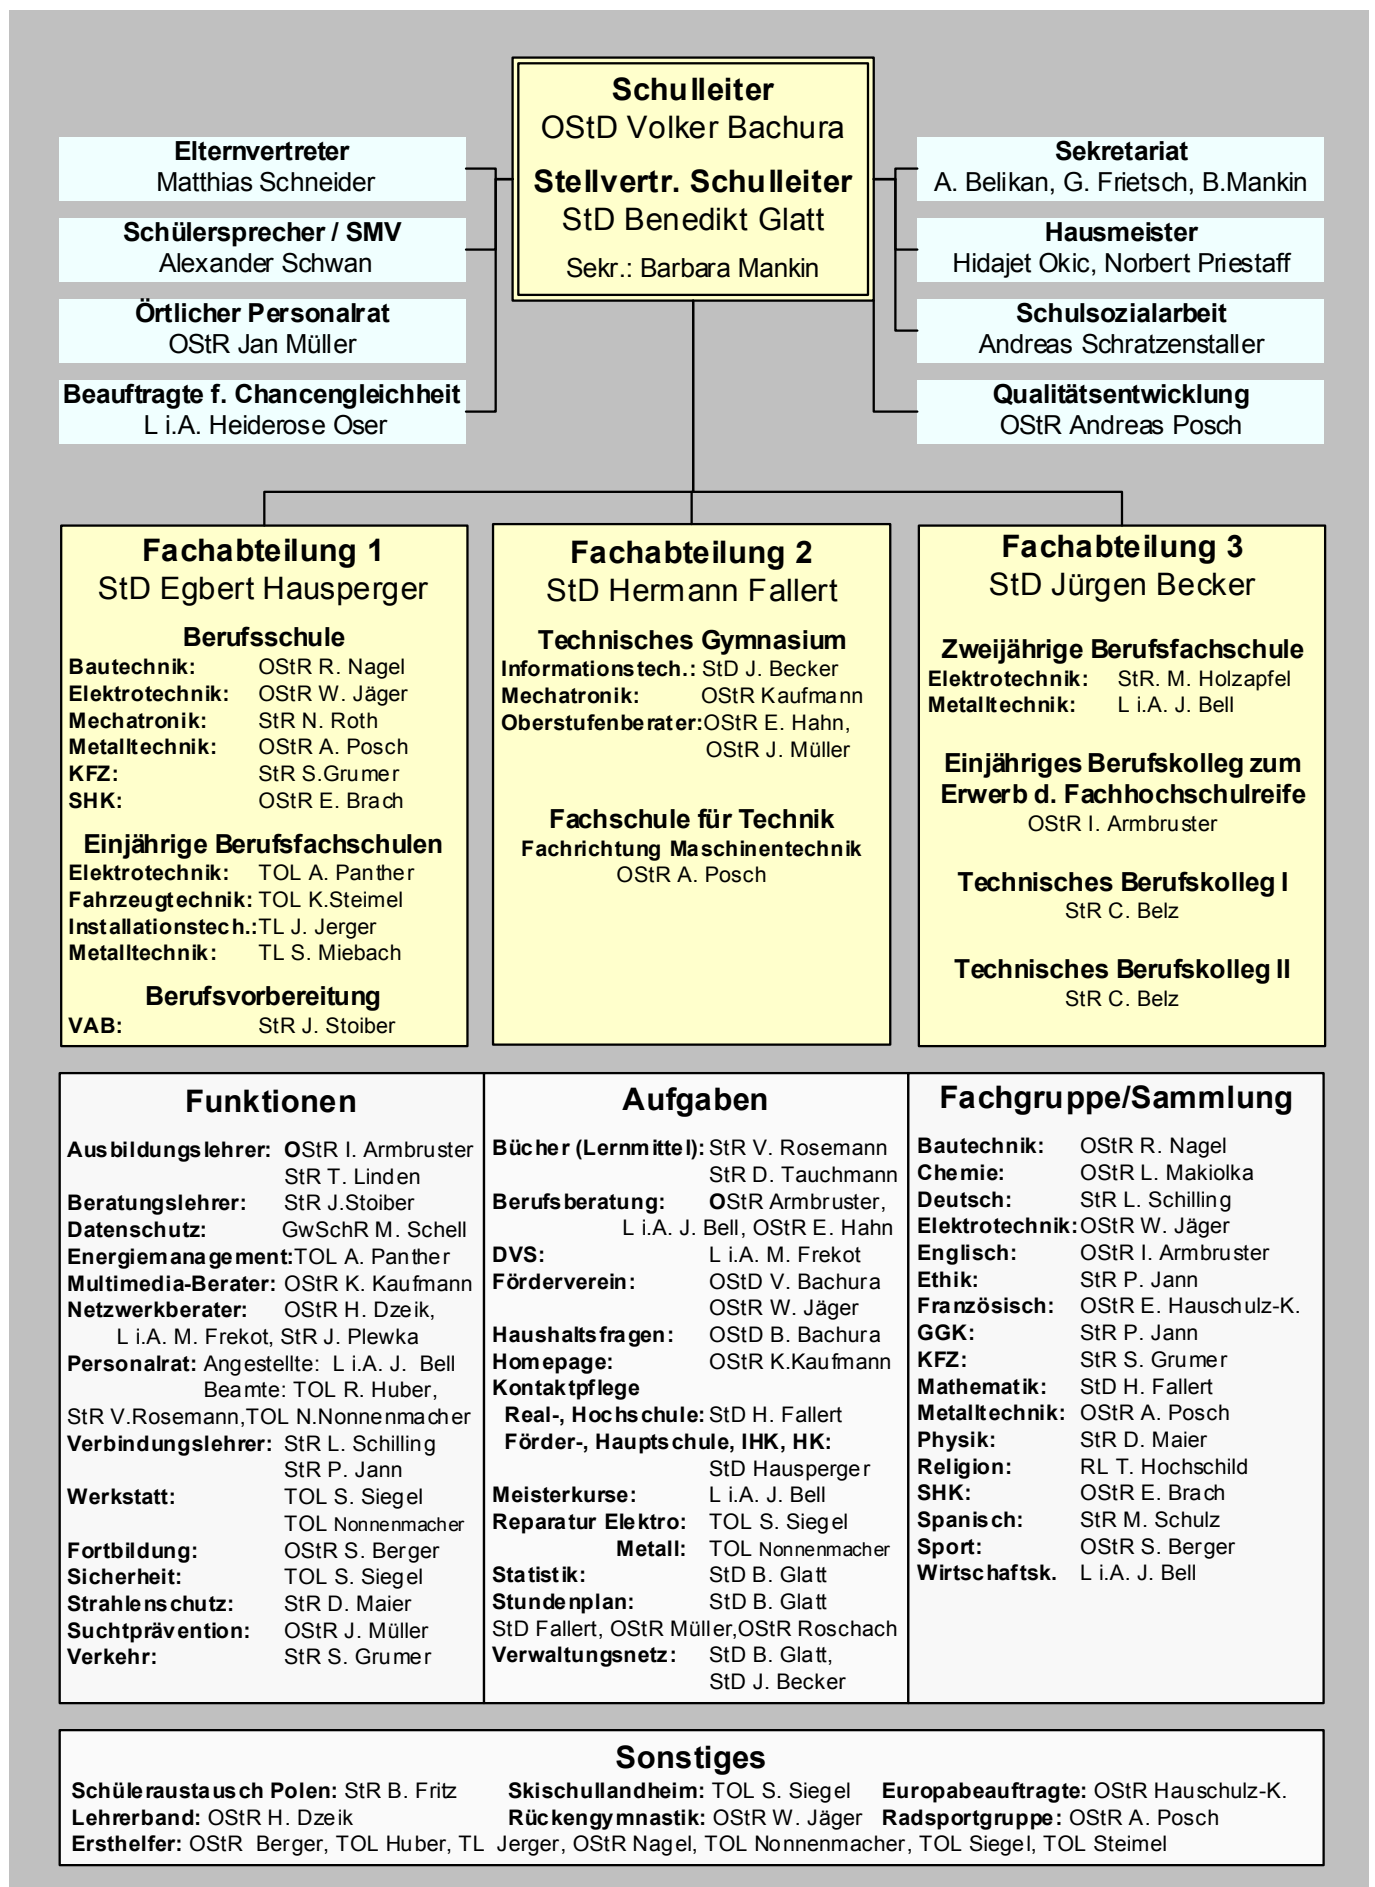 Schulleiter
OStD Volker Bachura
Stellvertr. Schulleiter
StD Benedikt Glatt
Sekr.: Barbara Mankin
Elternvertreter
Matthias Schneider
Schülersprecher / SMV
Alexander Schwan
Örtlicher Personalrat
OStR Jan Müller
Beauftragte f. Chancengleichheit
L i.A. Heiderose Oser
Sekretariat
A. Belikan, G. Frietsch, B.Mankin
Hausmeister
Hidajet Okic, Norbert Priestaff
Schulsozialarbeit
Andreas Schratzenstaller
Qualitätsentwicklung
OStR Andreas Posch
Fachabteilung 1
StD Egbert Hausperger
Berufsschule
Bautechnik: OStR R. Nagel
Elektrotechnik: OStR W. Jäger
Mechatronik: StR N. Roth
Metalltechnik: OStR A. Posch
KFZ: StR S.Grumer
SHK: OStR E. Brach
Einjährige Berufsfachschulen
Elektrotechnik: TOL A. Panther
Fahrzeugtechnik: TOL K.Steimel
Installationstech.: TL J. Jerger
Metalltechnik: TL S. Miebach
Berufsvorbereitung
VAB: StR J. Stoiber
Fachabteilung 2
StD Hermann Fallert
Technisches Gymnasium
Informationstech.: StD J. Becker
Mechatronik: OStR Kaufmann
Oberstufenberater: OStR E. Hahn,
OStR J. Müller
Fachschule für Technik
Fachrichtung Maschinentechnik
OStR A. Posch
Fachabteilung 3
StD Jürgen Becker
Zweijährige Berufsfachschule
Elektrotechnik: StR. M. Holzapfel
Metalltechnik: L i.A. J. Bell
Einjähriges Berufskolleg zum
Erwerb d. Fachhochschulreife
OStR I. Armbruster
Technisches Berufskolleg I
StR C. Belz
Technisches Berufskolleg II
StR C. Belz
Funktionen
Ausbildungslehrer: OStR I. Armbruster
StR T. Linden
Beratungslehrer: StR J.Stoiber
Datenschutz: GwSchR M. Schell
Energiemanagement: TOL A. Panther
Multimedia-Berater: OStR K. Kaufmann
Netzwerkberater: OStR H. Dzeik,
L i.A. M. Frekot, StR J. Plewka
Personalrat: Angestellte: L i.A. J. Bell
Beamte: TOL R. Huber,
StR V.Rosemann,TOL N.Nonnenmacher
Verbindungslehrer: StR L. Schilling
StR P. Jann
Werkstatt: TOL S. Siegel
TOL Nonnenmacher
Fortbildung: OStR S. Berger
Sicherheit: TOL S. Siegel
Strahlenschutz: StR D. Maier
Suchtprävention: OStR J. Müller
Verkehr: StR S. Grumer
Aufgaben
Bücher (Lernmittel): StR V. Rosemann
StR D. Tauchmann
Berufsberatung: OStR Armbruster,
L i.A. J. Bell, OStR E. Hahn
DVS: L i.A. M. Frekot
Förderverein: OStD V. Bachura
OStR W. Jäger
Haushaltsfragen: OStD B. Bachura
Homepage: OStR K.Kaufmann
Kontaktpflege
Real-, Hochschule: StD H. Fallert
Förder-, Hauptschule, IHK, HK:
StD Hausperger
Meisterkurse: L i.A. J. Bell
Reparatur Elektro: TOL S. Siegel
Metall: TOL Nonnenmacher
Statistik: StD B. Glatt
Stundenplan: StD B. Glatt
StD Fallert, OStR Müller,OStR Roschach
Verwaltungsnetz: StD B. Glatt,
StD J. Becker
Fachgruppe/Sammlung
Bautechnik: OStR R. Nagel
Chemie: OStR L. Makiolka
Deutsch: StR L. Schilling
Elektrotechnik: OStR W. Jäger
Englisch: OStR I. Armbruster
Ethik: StR P. Jann
Französisch: OStR E. Hauschulz-K.
GGK: StR P. Jann
KFZ: StR S. Grumer
Mathematik: StD H. Fallert
Metalltechnik: OStR A. Posch
Physik: StR D. Maier
Religion: RL T. Hochschild
SHK: OStR E. Brach
Spanisch: StR M. Schulz
Sport: OStR S. Berger
Wirtschaftsk. L i.A. J. Bell
Sonstiges
Schüleraustausch Polen: StR B. Fritz Skischullandheim: TOL S. Siegel Europabeauftragte: OStR Hauschulz-K.
Lehrerband: OStR H. Dzeik Rückengymnastik: OStR W. Jäger Radsportgruppe: OStR A. Posch
Ersthelfer: OStR Berger, TOL Huber, TL Jerger, OStR Nagel, TOL Nonnenmacher, TOL Siegel, TOL Steimel